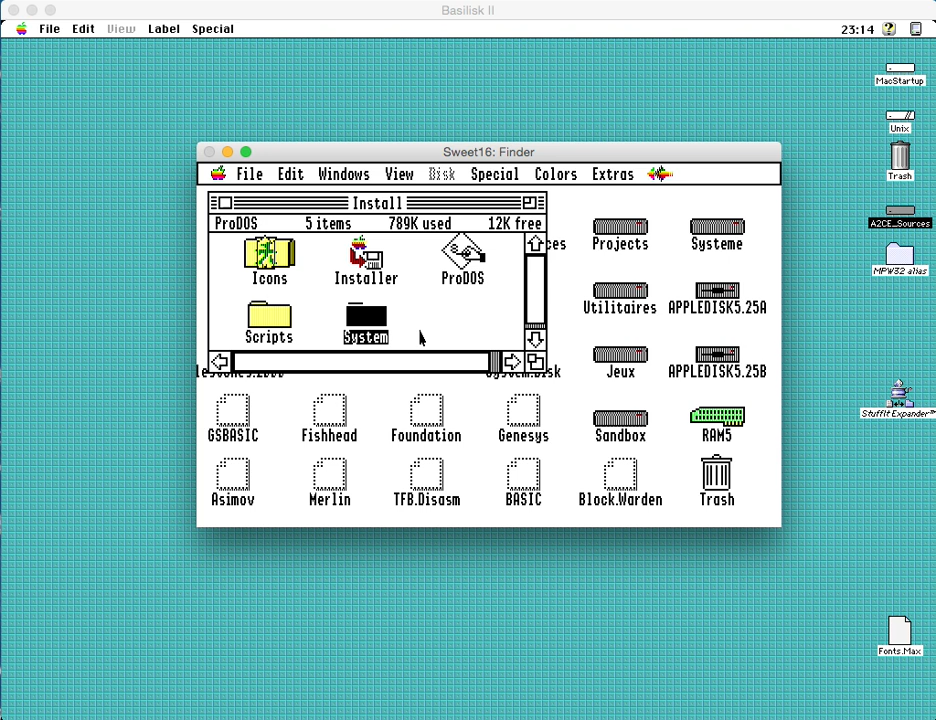 Basilisk II
File Edit View Label Special
23:14
MacStartup
Unix
Trash
A2CE_Sources
MPW32 alias
StuffIt Expander™
Fonts.Max
Sweet16: Finder
File Edit Windows View Disk Special Colors Extras
Install
ProDOS 5 items 789K used 12K free
Icons Installer ProDOS
Scripts System
Projects Systeme
Utilitaires APPLEDISK5.25A
Jeux APPLEDISK5.25B
GSBASIC Fishhead Foundation Genesys Sandbox RAM5
Asimov Merlin TFB.Disasm BASIC Block.Warden Trash